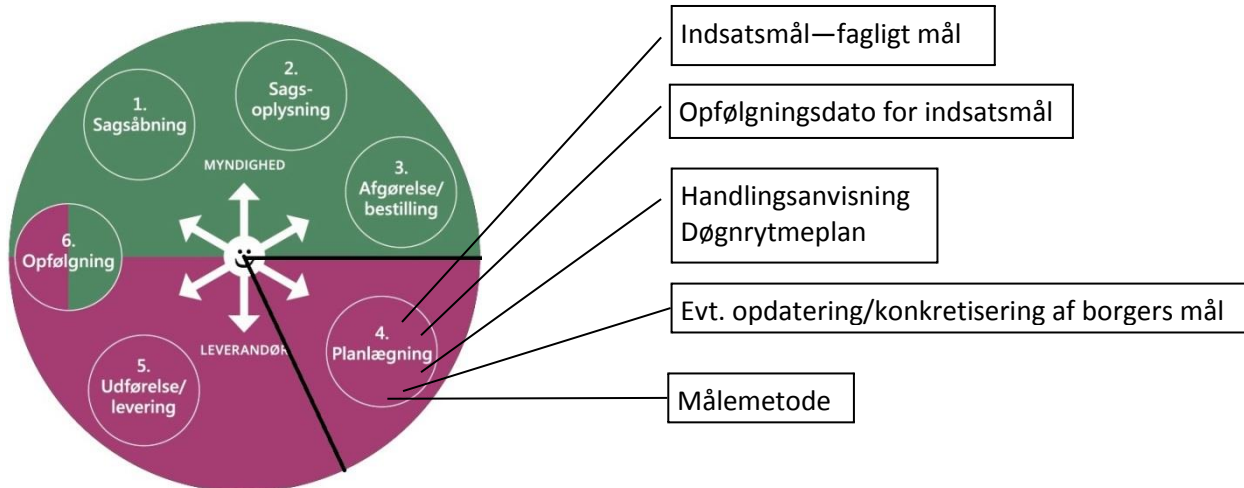 1.
Sagsåbning
2.
Sags-
oplysning
MYNDIGHED
3.
Afgørelse/
bestilling
6.
Opfølgning
4.
Planlægning
LEVERANDØR
5.
Udførelse/
levering
Indsatsmål—fagligt mål
Opfølgningsdato for indsatsmål
Handlingsanvisning
Døgnrytmeplan
Evt. opdatering/konkretisering af borgers mål
Målemetode